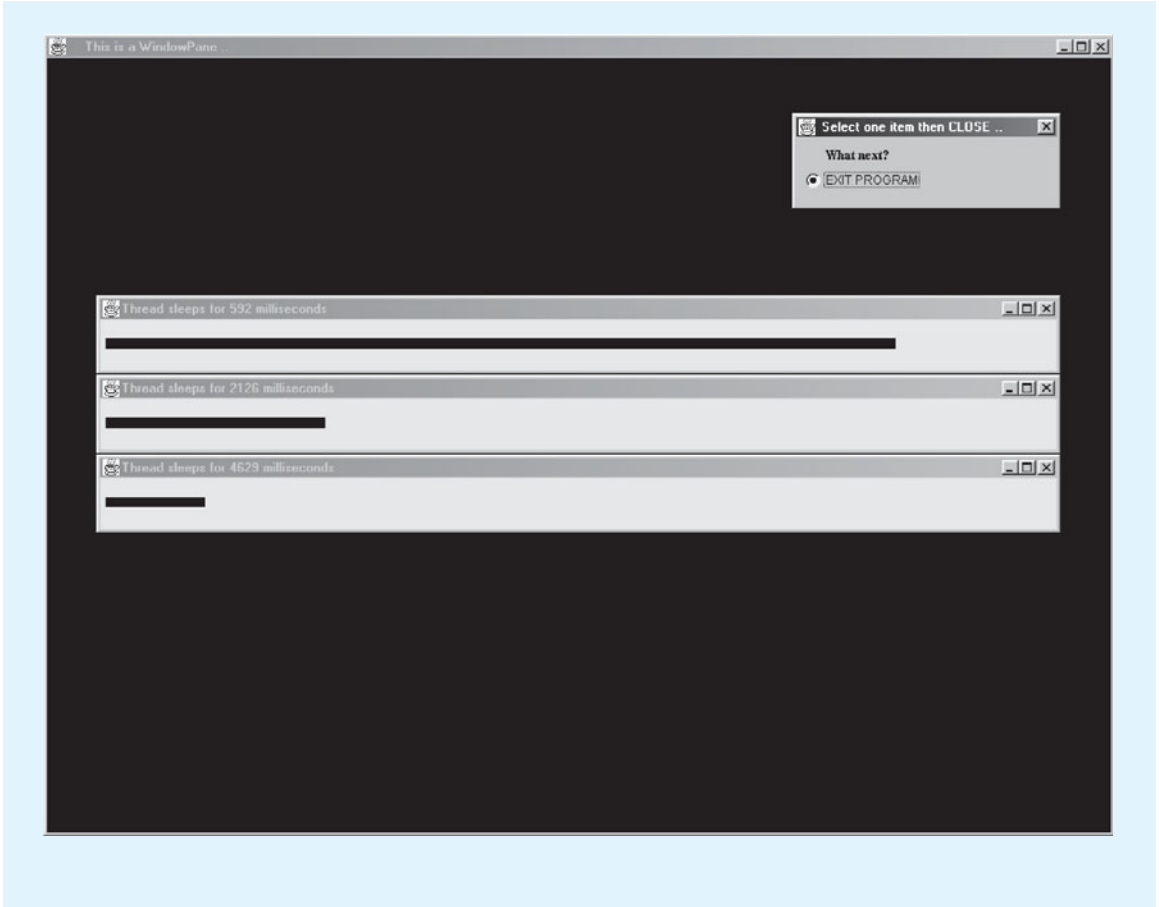 This is a WindowPane ..
Select one item then CLOSE ..
What next?
EXIT PROGRAM
Thread sleeps for 592 milliseconds
Thread sleeps for 2126 milliseconds
Thread sleeps for 4629 milliseconds